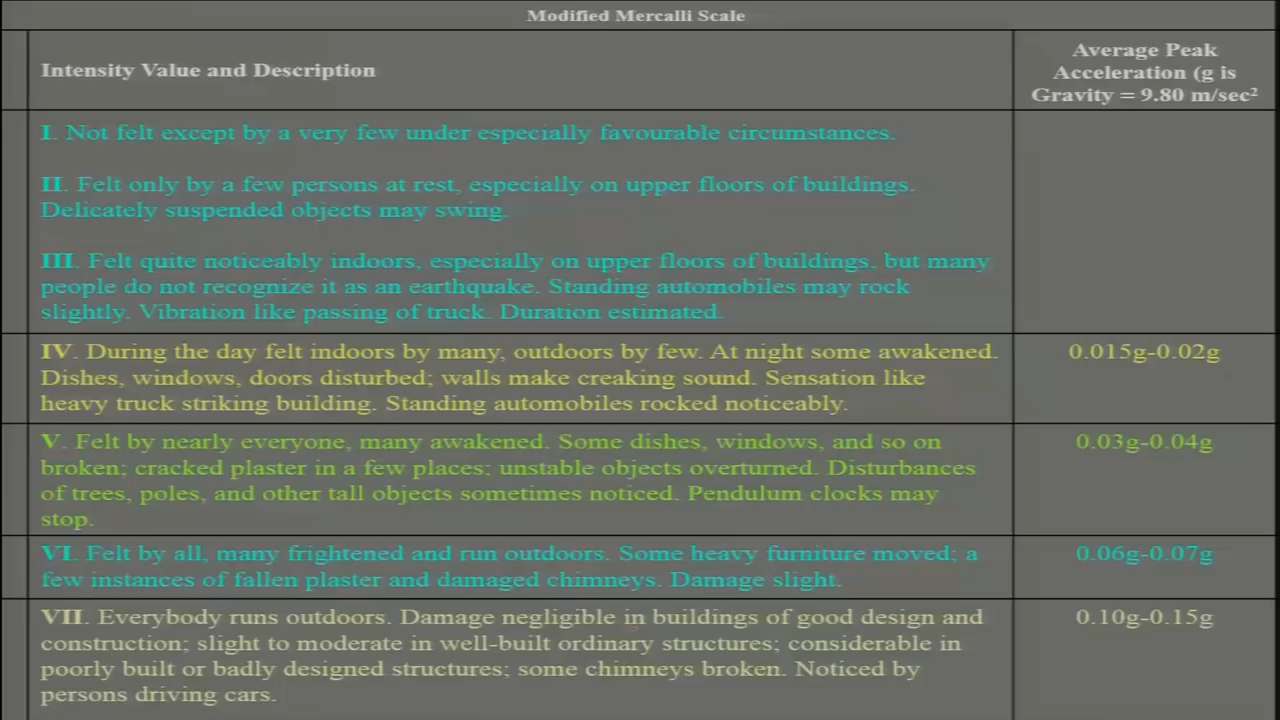 Modified Mercalli Scale
Intensity Value and Description
Average Peak
Acceleration (g is
Gravity = 9.80 m/sec²
I. Not felt except by a very few under especially favourable circumstances.
II. Felt only by a few persons at rest, especially on upper floors of buildings.
Delicately suspended objects may swing.
III. Felt quite noticeably indoors, especially on upper floors of buildings, but many
people do not recognize it as an earthquake. Standing automobiles may rock
slightly. Vibration like passing of truck. Duration estimated.
IV. During the day felt indoors by many, outdoors by few. At night some awakened.
Dishes, windows, doors disturbed; walls make creaking sound. Sensation like
heavy truck striking building. Standing automobiles rocked noticeably.
0.015g-0.02g
V. Felt by nearly everyone, many awakened. Some dishes, windows, and so on
broken; cracked plaster in a few places; unstable objects overturned. Disturbances
of trees, poles, and other tall objects sometimes noticed. Pendulum clocks may
stop.
0.03g-0.04g
VI. Felt by all, many frightened and run outdoors. Some heavy furniture moved; a
few instances of fallen plaster and damaged chimneys. Damage slight.
0.06g-0.07g
VII. Everybody runs outdoors. Damage negligible in buildings of good design and
construction; slight to moderate in well-built ordinary structures; considerable in
poorly built or badly designed structures; some chimneys broken. Noticed by
persons driving cars.
0.10g-0.15g